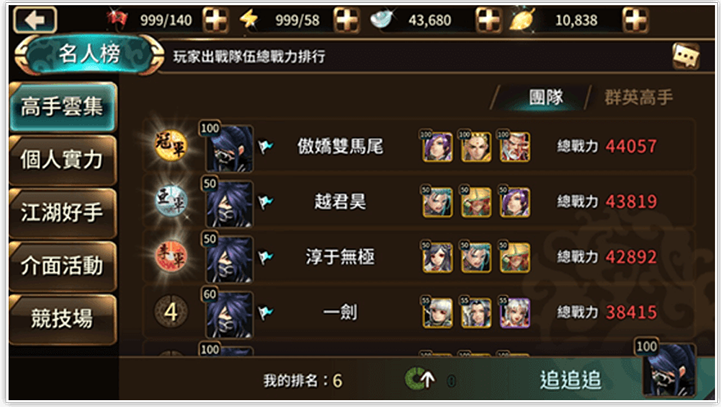 999/140 999/58 43,680 10,838
名人榜 玩家出戰隊伍總戰力排行
高手雲集
個人實力
江湖好手
介面活動
競技場
團隊 群英高手
冠軍 100 傲嬌雙馬尾 100 100 100 總戰力 44057
亞軍 50 越君昊 50 50 50 總戰力 43819
季軍 50 淳于無極 50 50 50 總戰力 42892
4 60 一劍 55 55 55 總戰力 38415
100
我的排名：6 0 追追追 100